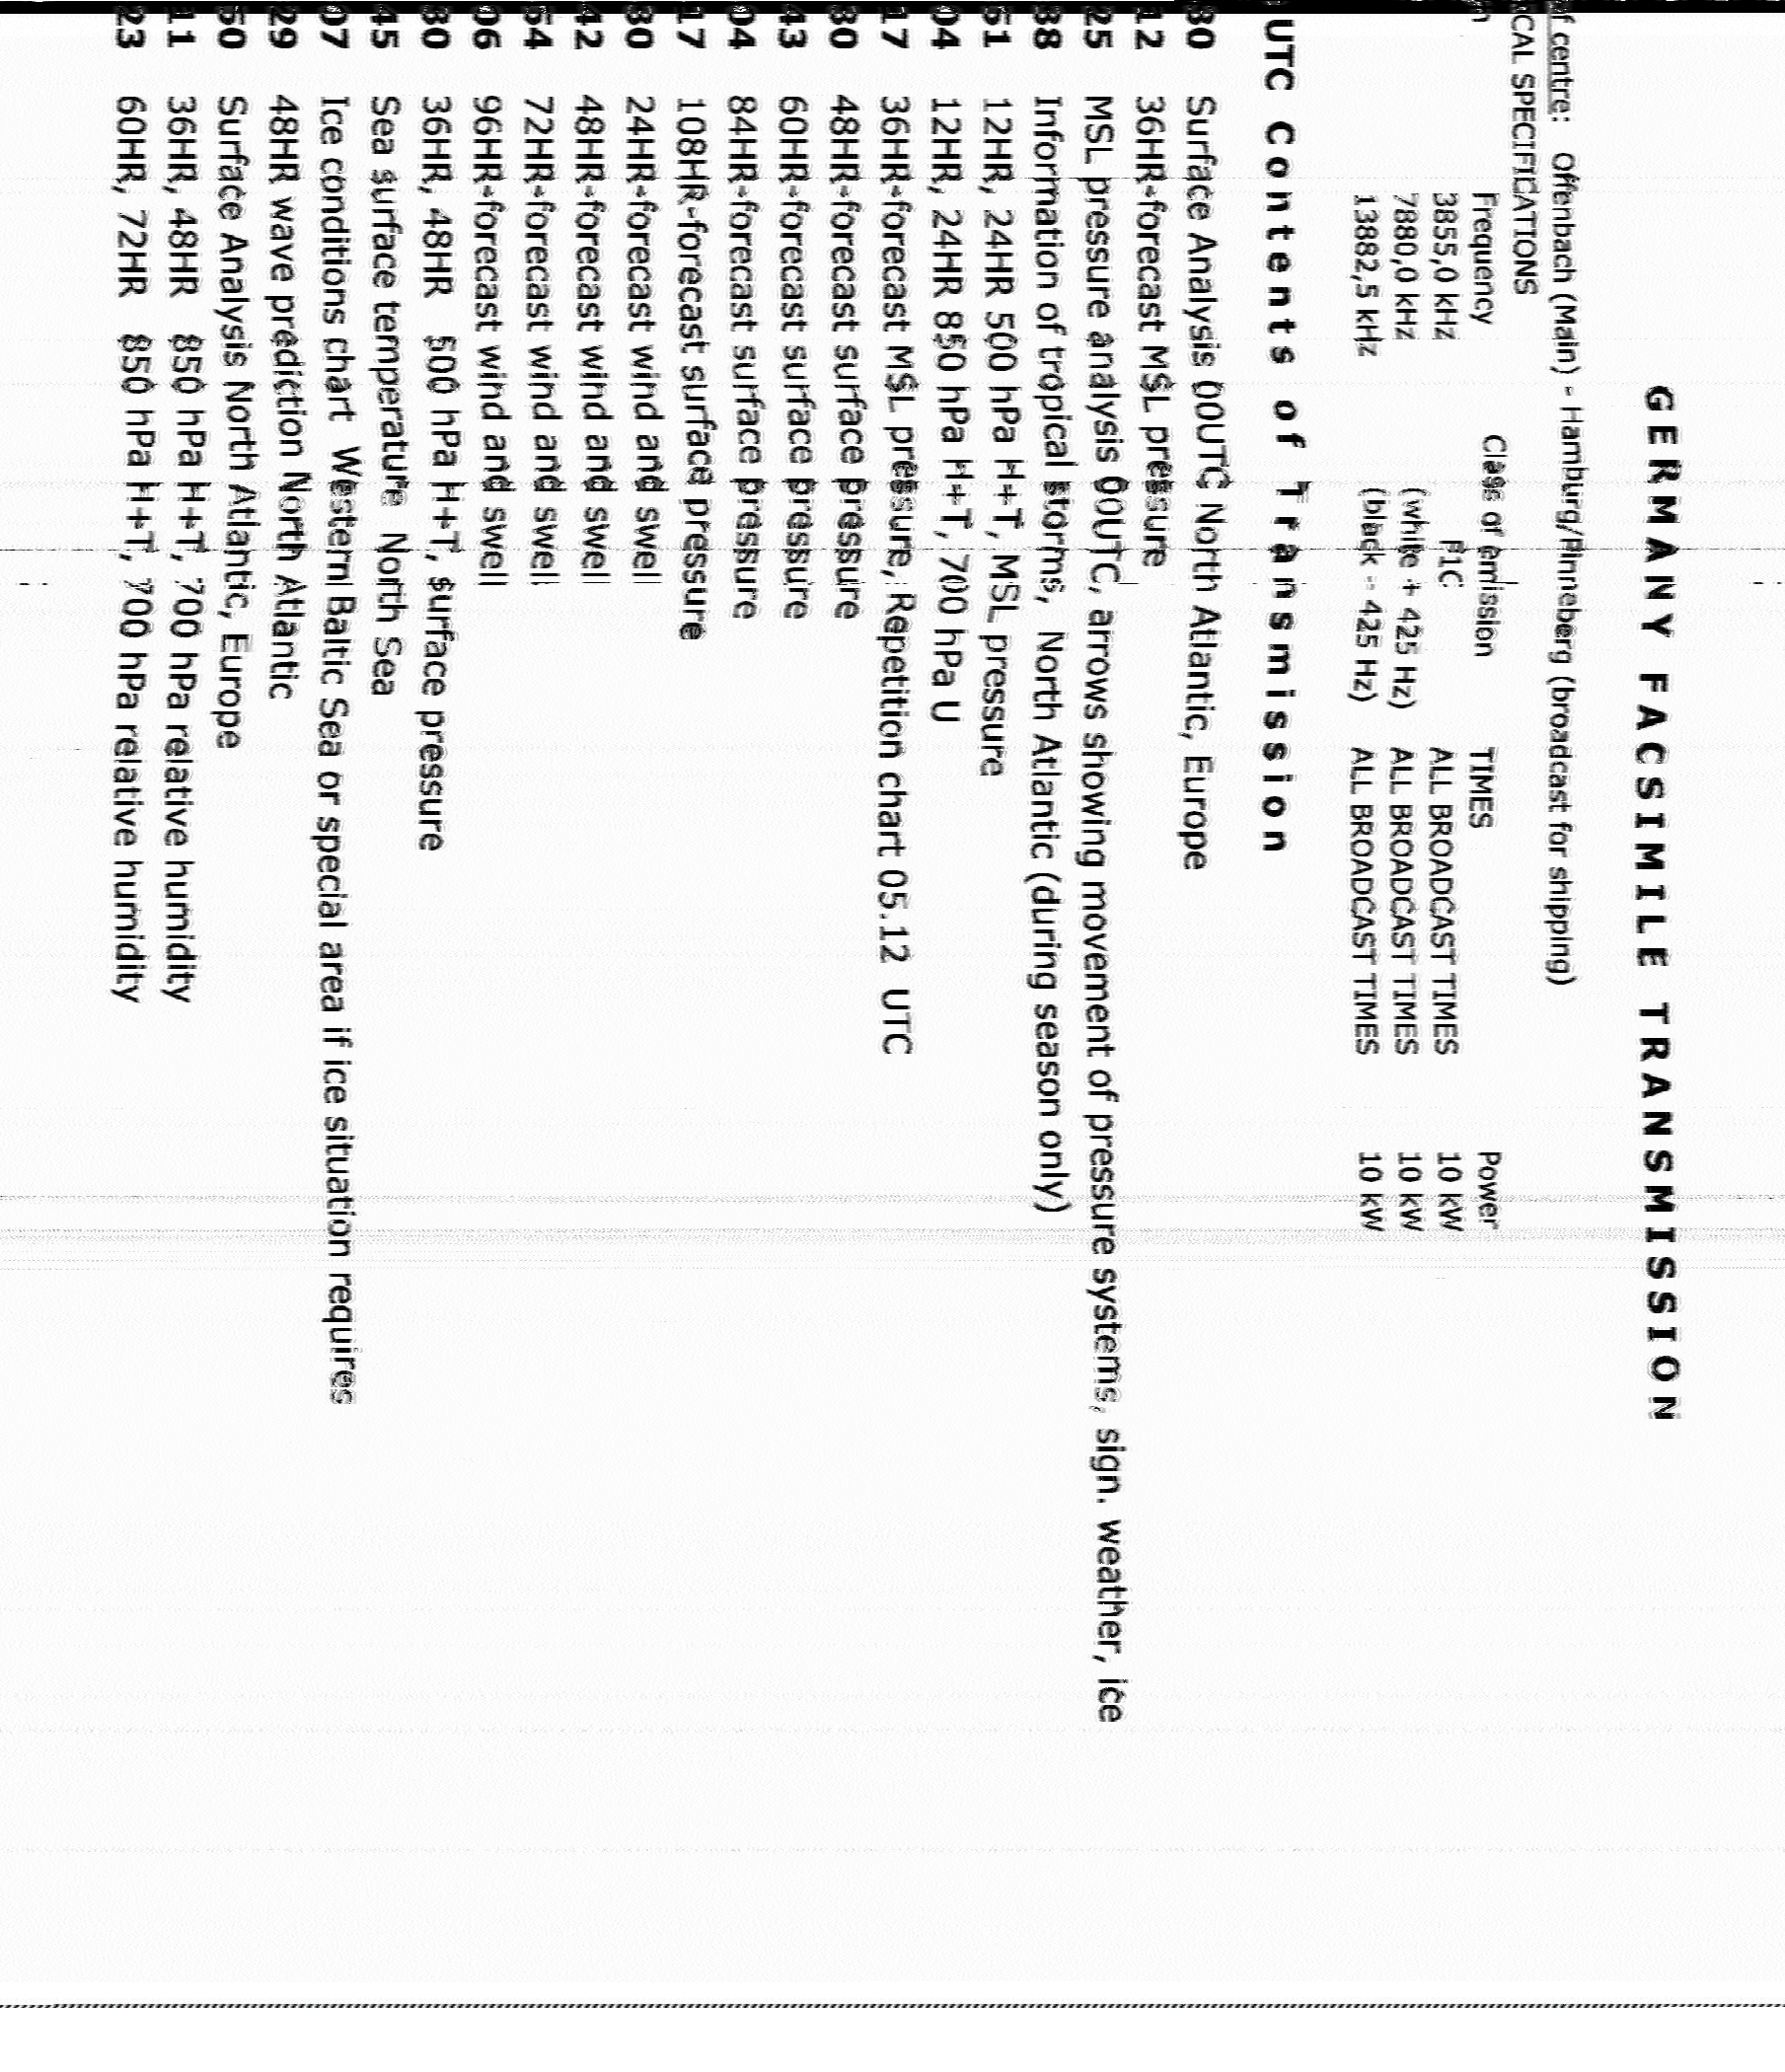 GERMANY FACSIMILE TRANSMISSION
of centre: Offenbach (Main) - Hamburg/Pinneberg (broadcast for shipping)
ICAL SPECIFICATIONS
Frequency Class of emission TIMES Power
3855,0 kHz F1C ALL BROADCAST TIMES 10 kW
7880,0 kHz (white + 425 Hz) ALL BROADCAST TIMES 10 kW
13882,5 kHz (black - 425 Hz) ALL BROADCAST TIMES 10 kW
UTC Contents of Transmission
30 Surface Analysis 00UTC North Atlantic, Europe
12 36HR-forecast MSL pressure
25 MSL pressure analysis 00UTC, arrows showing movement of pressure systems, sign. weather, ice
38 Information of tropical storms, North Atlantic (during season only)
51 12HR, 24HR 500 hPa H+T, MSL pressure
04 12HR, 24HR 850 hPa H+T, 700 hPa U
17 36HR-forecast MSL pressure, Repetition chart 05.12 UTC
30 48HR-forecast surface pressure
43 60HR-forecast surface pressure
04 84HR-forecast surface pressure
17 108HR-forecast surface pressure
30 24HR-forecast wind and swell
42 48HR-forecast wind and swell
54 72HR-forecast wind and swell
06 96HR-forecast wind and swell
30 36HR, 48HR 500 hPa H+T, surface pressure
45 Sea surface temperature North Sea
07 Ice conditions chart Western Baltic Sea or special area if ice situation requires
29 48HR wave prediction North Atlantic
50 Surface Analysis North Atlantic, Europe
11 36HR, 48HR 850 hPa H+T, 700 hPa relative humidity
23 60HR, 72HR 850 hPa H+T, 700 hPa relative humidity